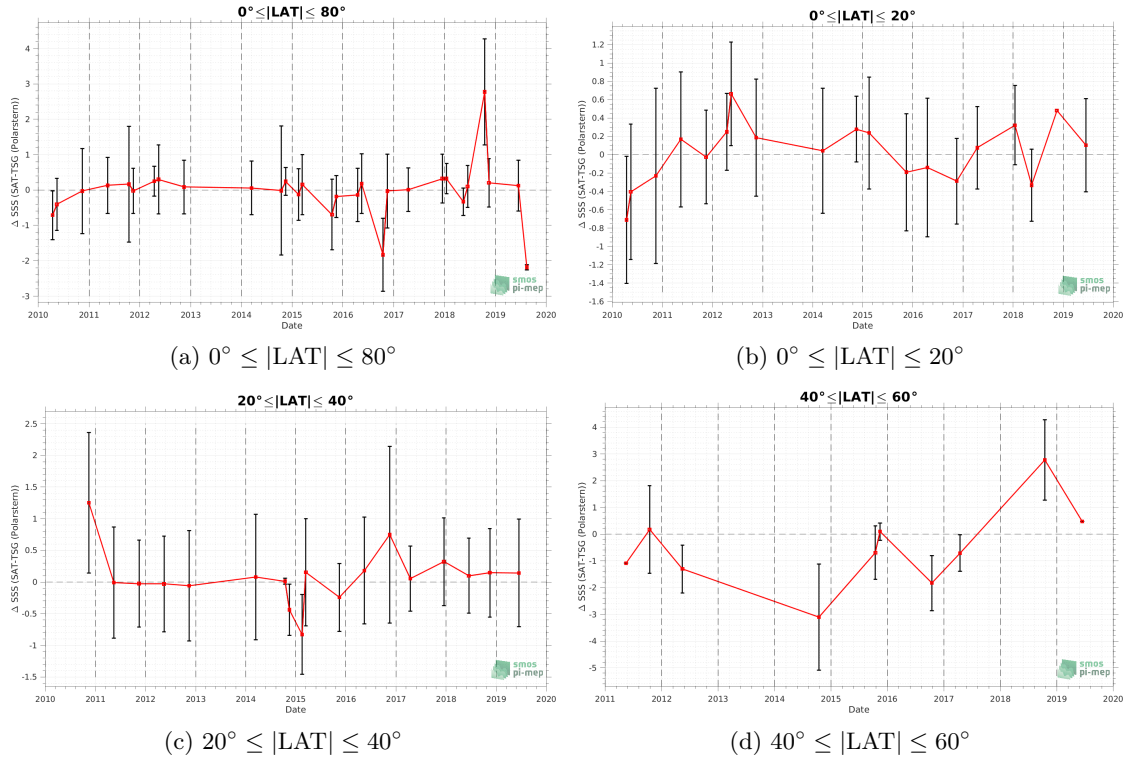 0°≤|LAT|≤ 80°
Δ SSS (SAT-TSG (Polarstern))
4
3
2
1
0
-1
-2
-3
2010 2011 2012 2013 2014 2015 2016 2017 2018 2019 2020
Date
smos
pi-mep
(a) 0° ≤ |LAT| ≤ 80°
0°≤|LAT|≤ 20°
Δ SSS (SAT-TSG (Polarstern))
1.2
1
0.8
0.6
0.4
0.2
0
-0.2
-0.4
-0.6
-0.8
-1
-1.2
-1.4
-1.6
2010 2011 2012 2013 2014 2015 2016 2017 2018 2019 2020
Date
smos
pi-mep
(b) 0° ≤ |LAT| ≤ 20°
20°≤|LAT|≤ 40°
Δ SSS (SAT-TSG (Polarstern))
2.5
2
1.5
1
0.5
0
-0.5
-1
-1.5
2010 2011 2012 2013 2014 2015 2016 2017 2018 2019 2020
Date
smos
pi-mep
(c) 20° ≤ |LAT| ≤ 40°
40°≤|LAT|≤ 60°
Δ SSS (SAT-TSG (Polarstern))
4
3
2
1
0
-1
-2
-3
-4
-5
2011 2012 2013 2014 2015 2016 2017 2018 2019 2020
Date
smos
pi-mep
(d) 40° ≤ |LAT| ≤ 60°